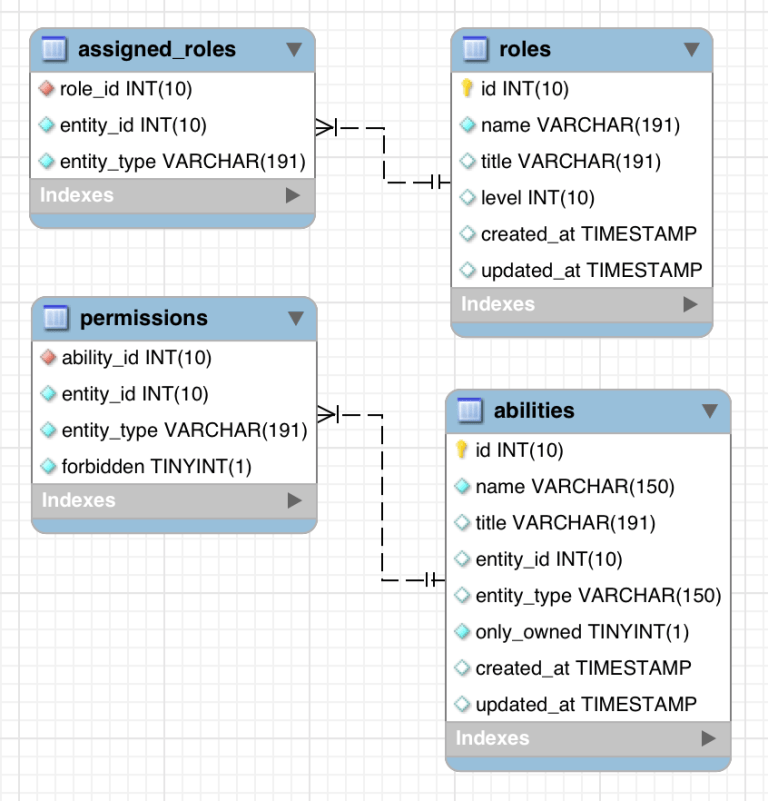 assigned_roles
role_id INT(10)
entity_id INT(10)
entity_type VARCHAR(191)
Indexes
roles
id INT(10)
name VARCHAR(191)
title VARCHAR(191)
level INT(10)
created_at TIMESTAMP
updated_at TIMESTAMP
Indexes
permissions
ability_id INT(10)
entity_id INT(10)
entity_type VARCHAR(191)
forbidden TINYINT(1)
Indexes
abilities
id INT(10)
name VARCHAR(150)
title VARCHAR(191)
entity_id INT(10)
entity_type VARCHAR(150)
only_owned TINYINT(1)
created_at TIMESTAMP
updated_at TIMESTAMP
Indexes